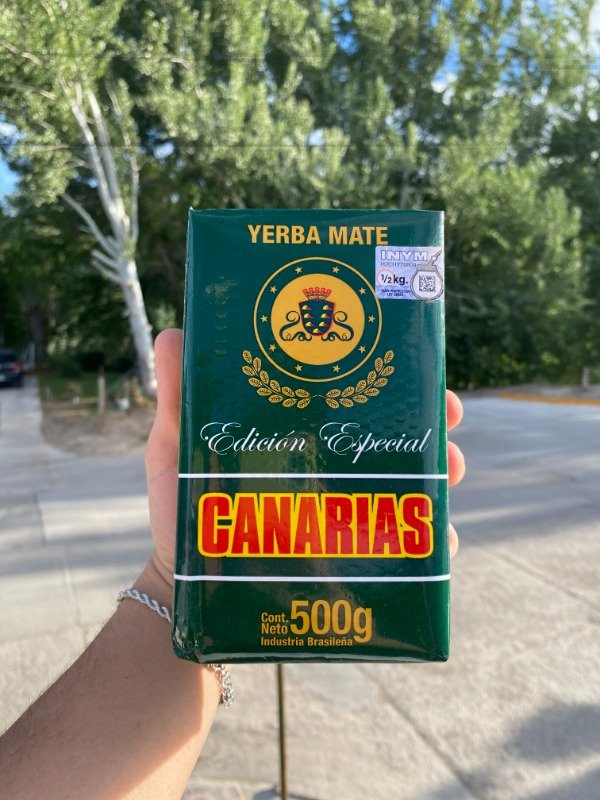 YERBA MATE
INYM
1/2 kg.
Edición Especial
CANARIAS
Cont. Neto 500g
Industria Brasileña